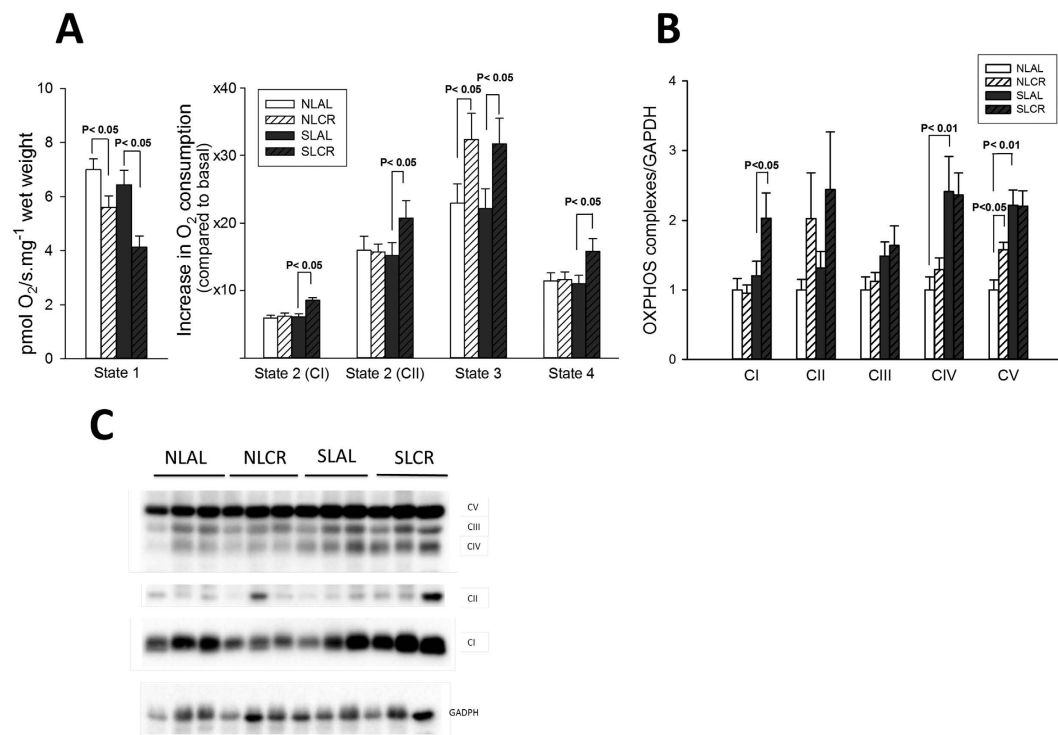 A
pmol O2/s.mg-1 wet weight
10
8
6
4
2
0
P< 0.05
P< 0.05
State 1
Increase in O2 consumption
(compared to basal)
x40
x30
x20
x10
NLAL
NLCR
SLAL
SLCR
P< 0.05
P< 0.05
P< 0.05
P< 0.05
P< 0.05
State 2 (CI)
State 2 (CII)
State 3
State 4
B
OXPHOS complexes/GAPDH
4
3
2
1
0
NLAL
NLCR
SLAL
SLCR
P< 0.05
P< 0.01
P< 0.01
P<0.05
CI
CII
CIII
CIV
CV
C
NLAL NLCR SLAL SLCR
CV
CIII
CIV
CII
CI
GADPH